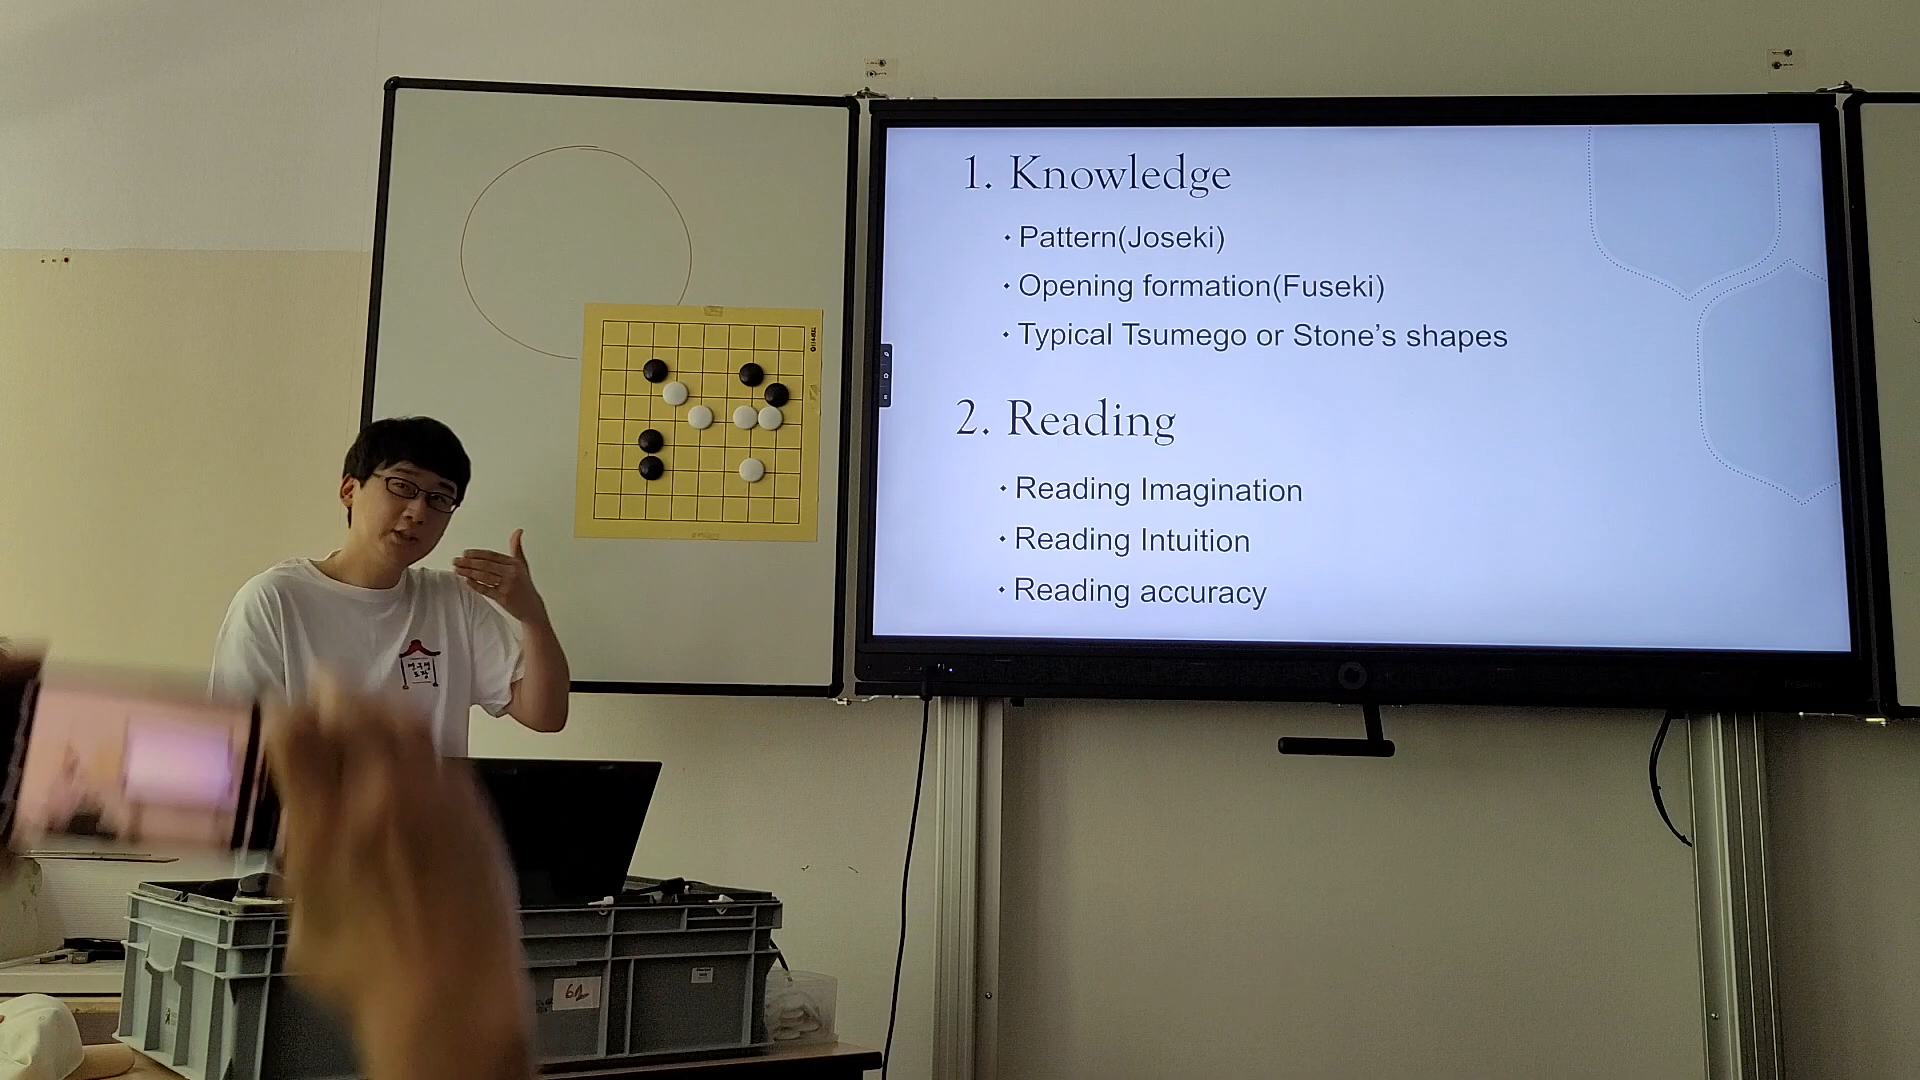 1. Knowledge
· Pattern(Joseki)
· Opening formation(Fuseki)
· Typical Tsumego or Stone's shapes
2. Reading
· Reading Imagination
· Reading Intuition
· Reading accuracy